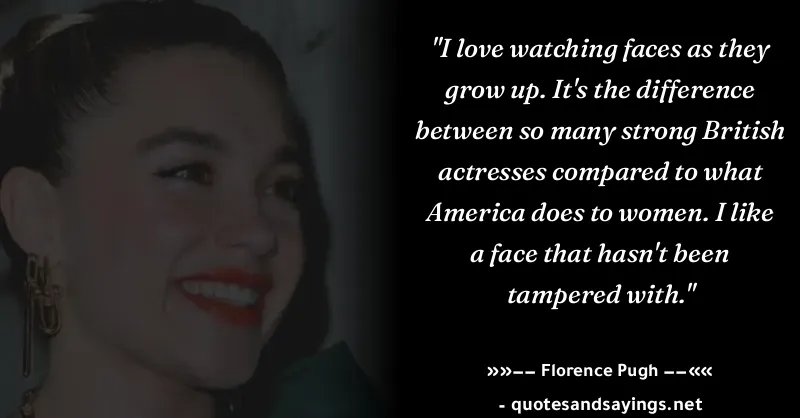 "I love watching faces as they
grow up. It's the difference
between so many strong British
actresses compared to what
America does to women. I like
a face that hasn't been
tampered with."
»»–– Florence Pugh ––««
- quotesandsayings.net